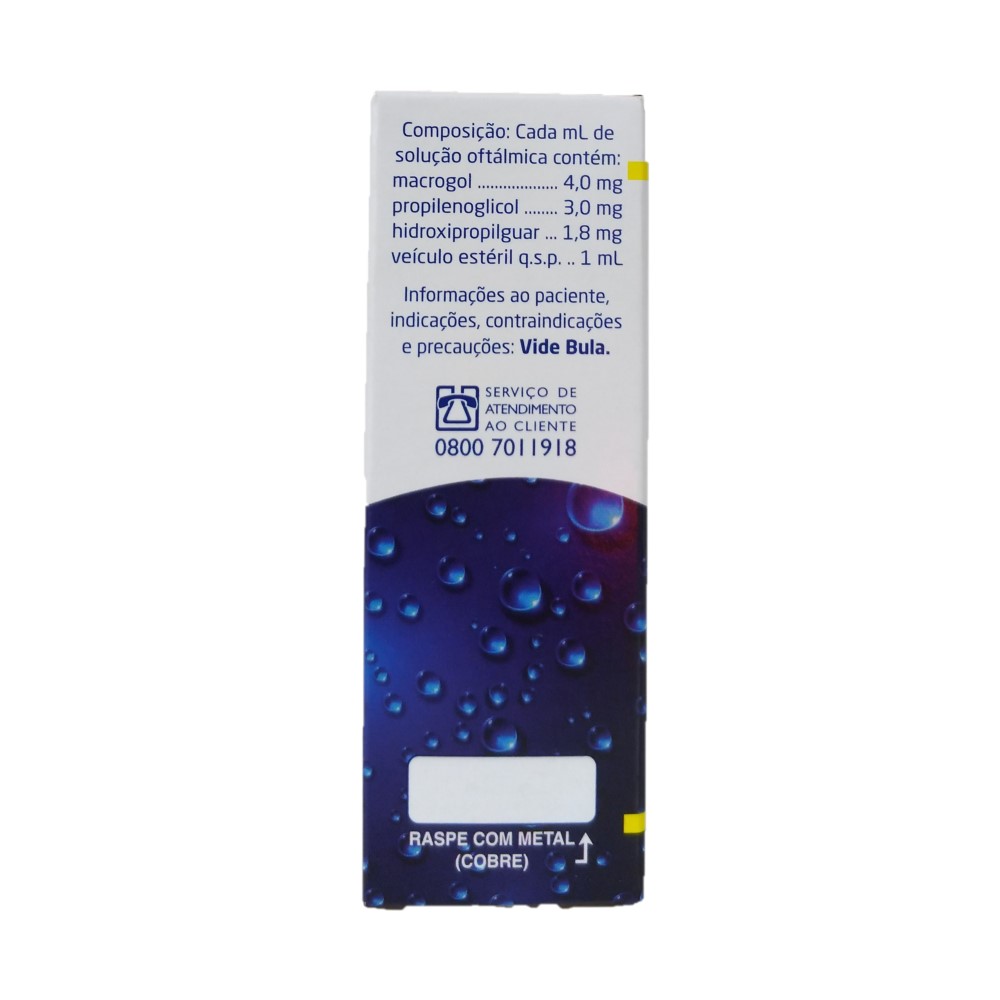 Composição: Cada mL de
solução oftálmica contém:
macrogol ................... 4,0 mg
propilenoglicol ........ 3,0 mg
hidroxipropilguar ... 1,8 mg
veículo estéril q.s.p. .. 1 mL
Informações ao paciente,
indicações, contraindicações
e precauções: Vide Bula.
SERVIÇO DE
ATENDIMENTO
AO CLIENTE
0800 7011918
RASPE COM METAL
(COBRE)